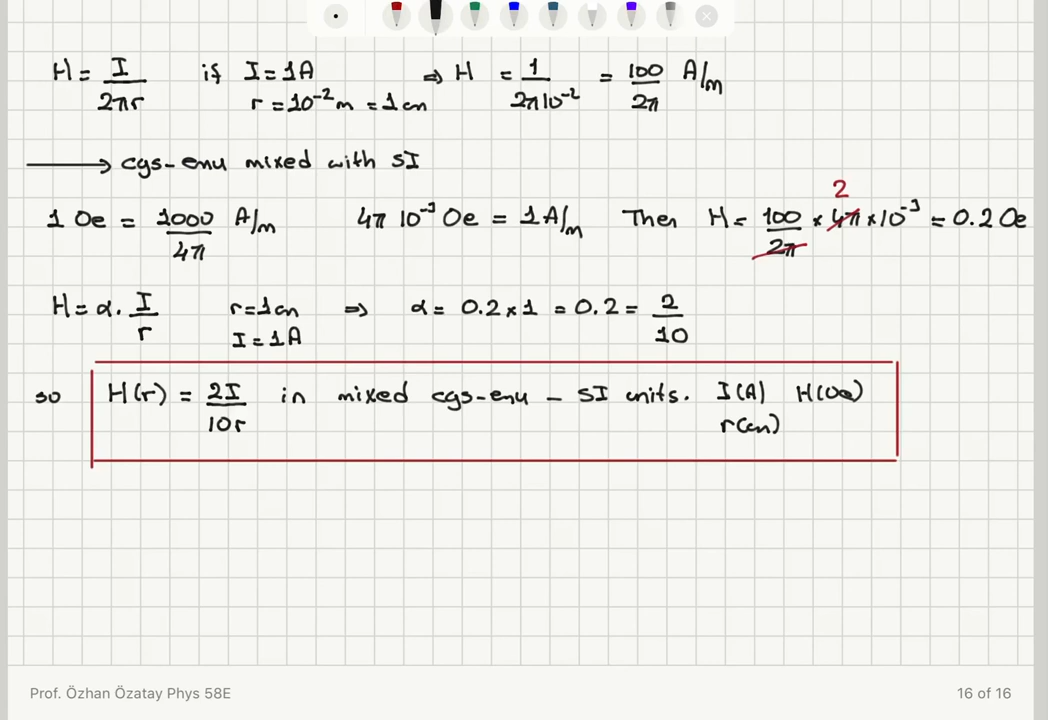 H = I/2πr if I = 1A ⇒ H = 1/2π10⁻² = 100/2π A/m
r = 10⁻² m = 1 cm
⟶ cgs-emu mixed with SI
1 Oe = 1000/4π A/m 4π 10⁻³ Oe = 1 A/m Then H = 100/2π × 4π × 10⁻³ = 0.2 Oe
2
H = α . I/r r = 1cm ⇒ α = 0.2 × 1 = 0.2 = 2/10
I = 1A
so H(r) = 2I/10r in mixed cgs-emu - SI units. I(A) H(Oe)
r(cm)
Prof. Özhan Özatay Phys 58E 16 of 16